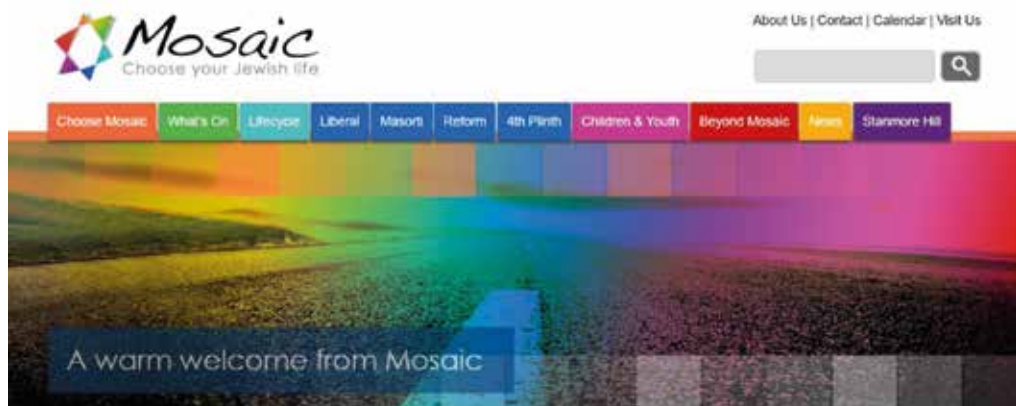 Mosaic
Choose your Jewish life
About Us | Contact | Calendar | Visit Us
Choose Mosaic What's On Lifecycle Liberal Masorti Reform 4th Plinth Children & Youth Beyond Mosaic News Stanmore Hill
A warm welcome from Mosaic